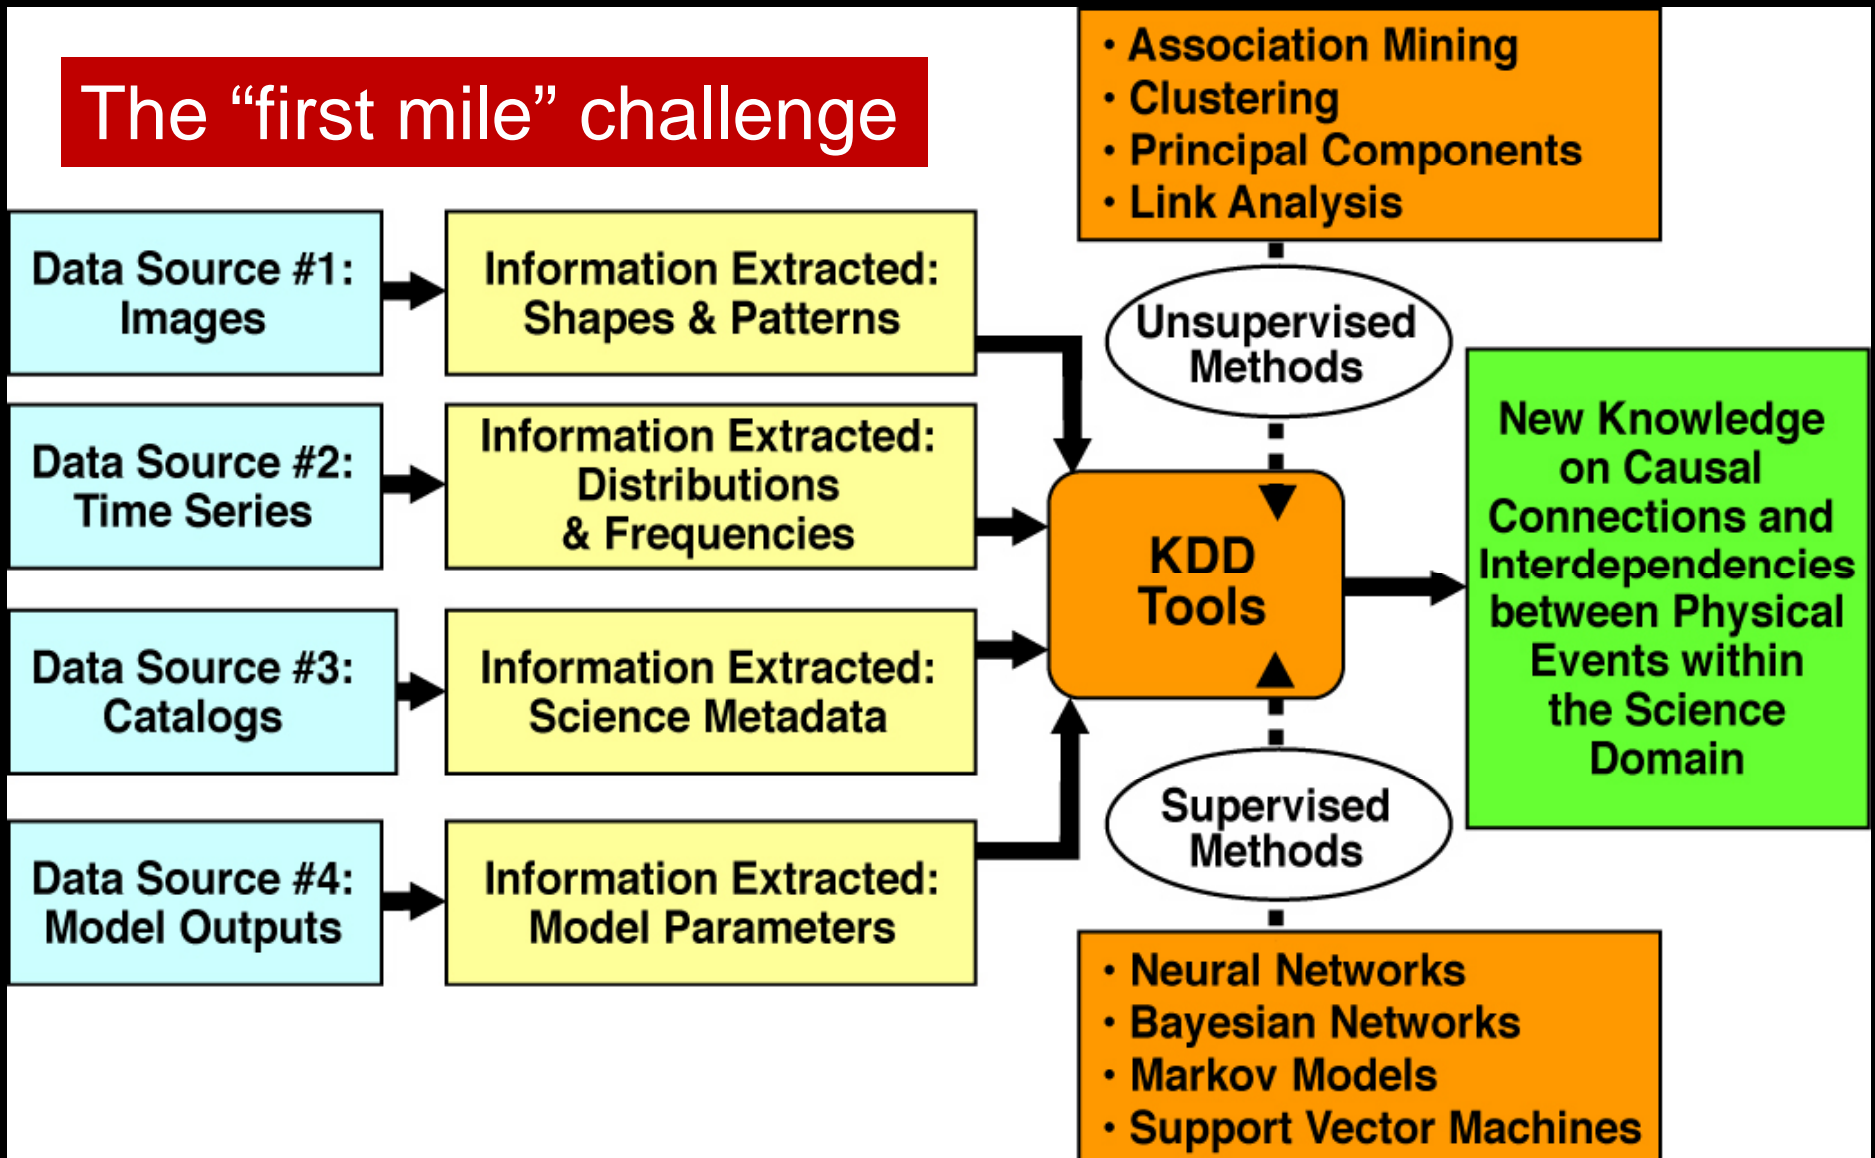 The “first mile” challenge
Data Source #1:
Images
Information Extracted:
Shapes & Patterns
Data Source #2:
Time Series
Information Extracted:
Distributions
& Frequencies
Data Source #3:
Catalogs
Information Extracted:
Science Metadata
Data Source #4:
Model Outputs
Information Extracted:
Model Parameters
• Association Mining
• Clustering
• Principal Components
• Link Analysis
Unsupervised
Methods
KDD
Tools
Supervised
Methods
• Neural Networks
• Bayesian Networks
• Markov Models
• Support Vector Machines
New Knowledge
on Causal
Connections and
Interdependencies
between Physical
Events within
the Science
Domain